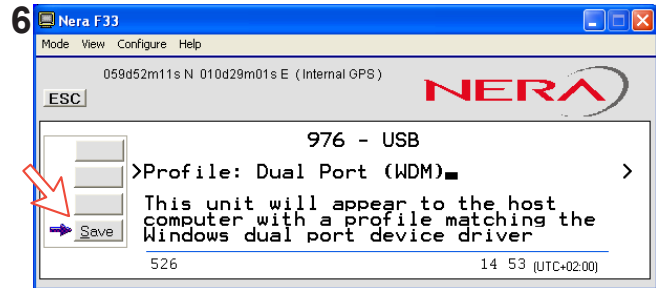 6
Nera F33
Mode View Configure Help
059d52m11s N 010d29m01s E (Internal GPS)
ESC
NERA
976 - USB
>Profile: Dual Port (WDM) >
This unit will appear to the host
computer with a profile matching the
Windows dual port device driver
Save
526 14 53 (UTC+02:00)